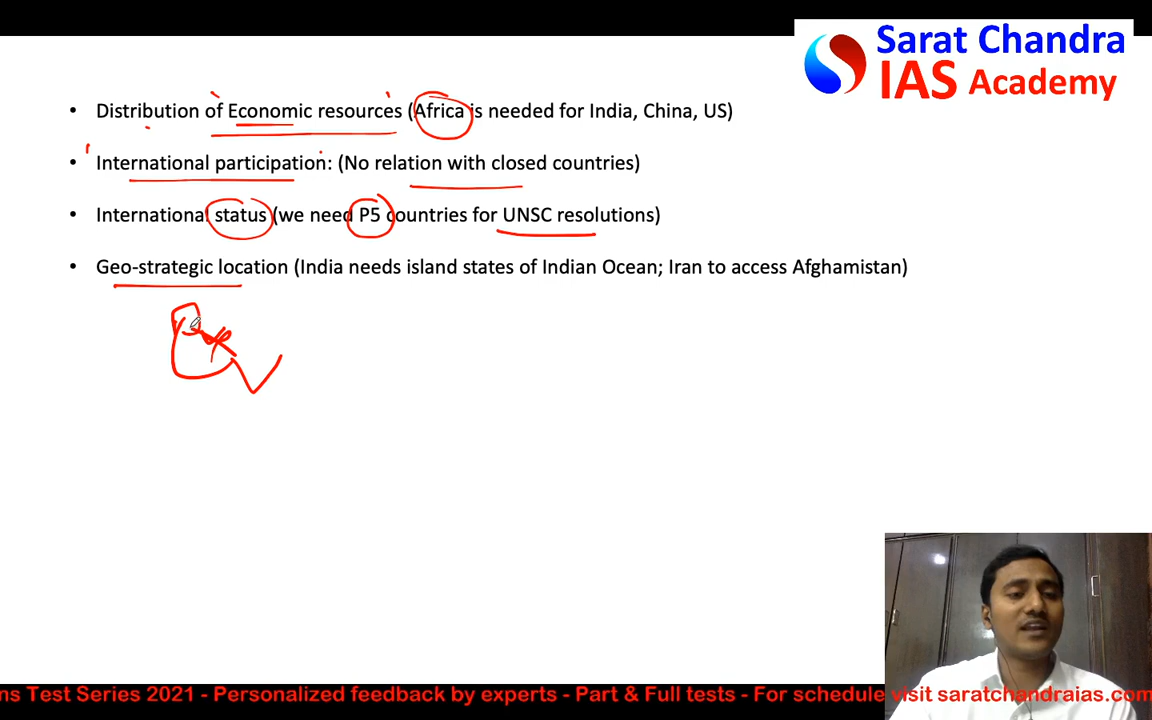 Sarat Chandra
IAS Academy
• Distribution of Economic resources (Africa is needed for India, China, US)
• International participation: (No relation with closed countries)
• International status (we need P5 countries for UNSC resolutions)
• Geo-strategic location (India needs island states of Indian Ocean; Iran to access Afghamistan)
ns Test Series 2021 - Personalized feedback by experts - Part & Full tests - For schedule visit saratchandraias.com